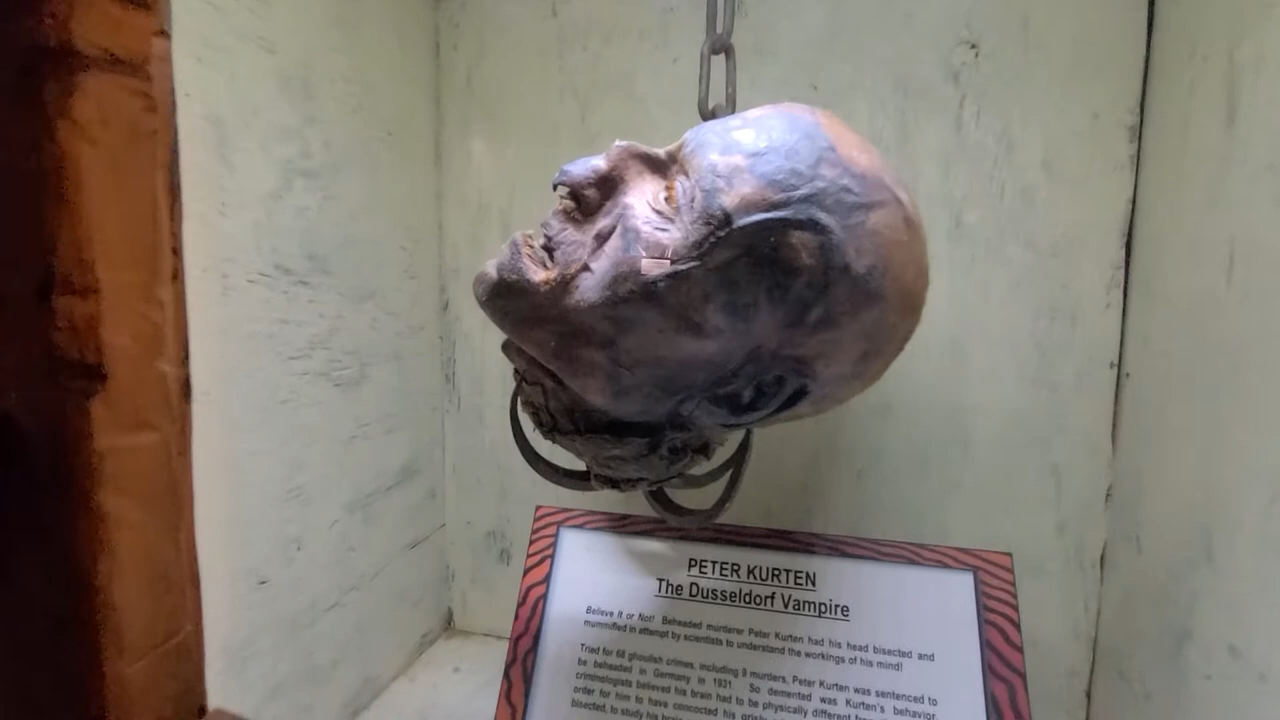 PETER KURTEN
The Dusseldorf Vampire
Believe It or Not! Beheaded murderer Peter Kurten had his head bisected and
mummified in attempt by scientists to understand the workings of his mind!
Tried for 68 ghoulish crimes, including 9 murders, Peter Kurten was sentenced to
be beheaded in Germany in 1931. So demented was Kurten's behavior,
criminologists believed his brain had to be physically different
order for him to have concocted his
bisected, to study his